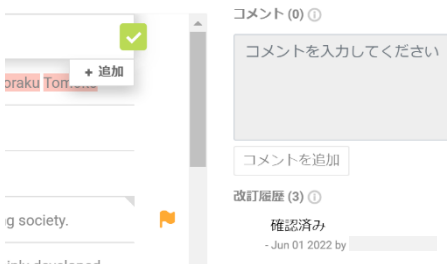 コメント (0)
コメントを入力してください
+ 追加
oraku Tomoito
コメントを追加
改訂履歴 (3)
g society.
確認済み
- Jun 01 2022 by